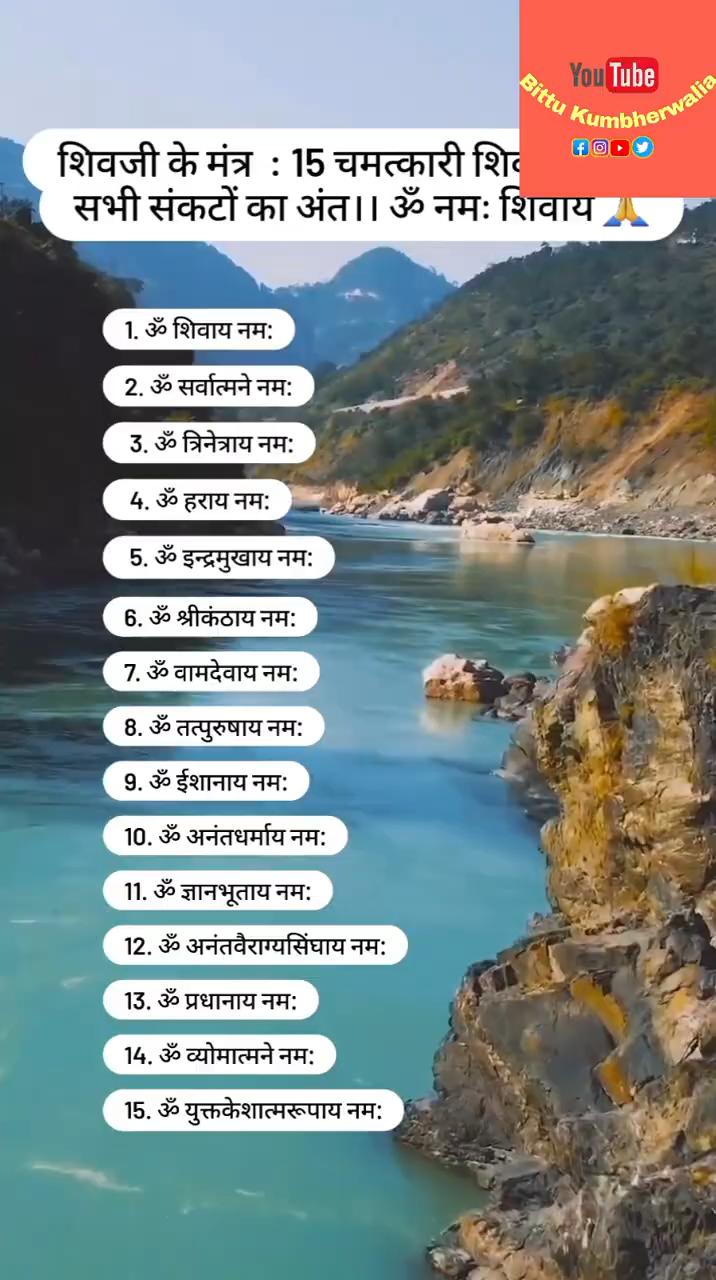 YouTube
Bittu Kumbherwalia
शिवजी के मंत्र : 15 चमत्कारी
सभी संकटों का अंत।। ॐ नमः शिवाय 🙏
1. ॐ शिवाय नम:
2. ॐ सर्वात्मने नम:
3. ॐ त्रिनेत्राय नम:
4. ॐ हराय नम:
5. ॐ इन्द्रमुखाय नम:
6. ॐ श्रीकंठाय नम:
7. ॐ वामदेवाय नम:
8. ॐ तत्पुरुषाय नम:
9. ॐ ईशानाय नम:
10. ॐ अनंतधर्माय नम:
11. ॐ ज्ञानभूताय नम:
12. ॐ अनंतवैराग्यसिंघाय नम:
13. ॐ प्रधानाय नम:
14. ॐ व्योमात्मने नम:
15. ॐ युक्तकेशात्मरूपाय नम: